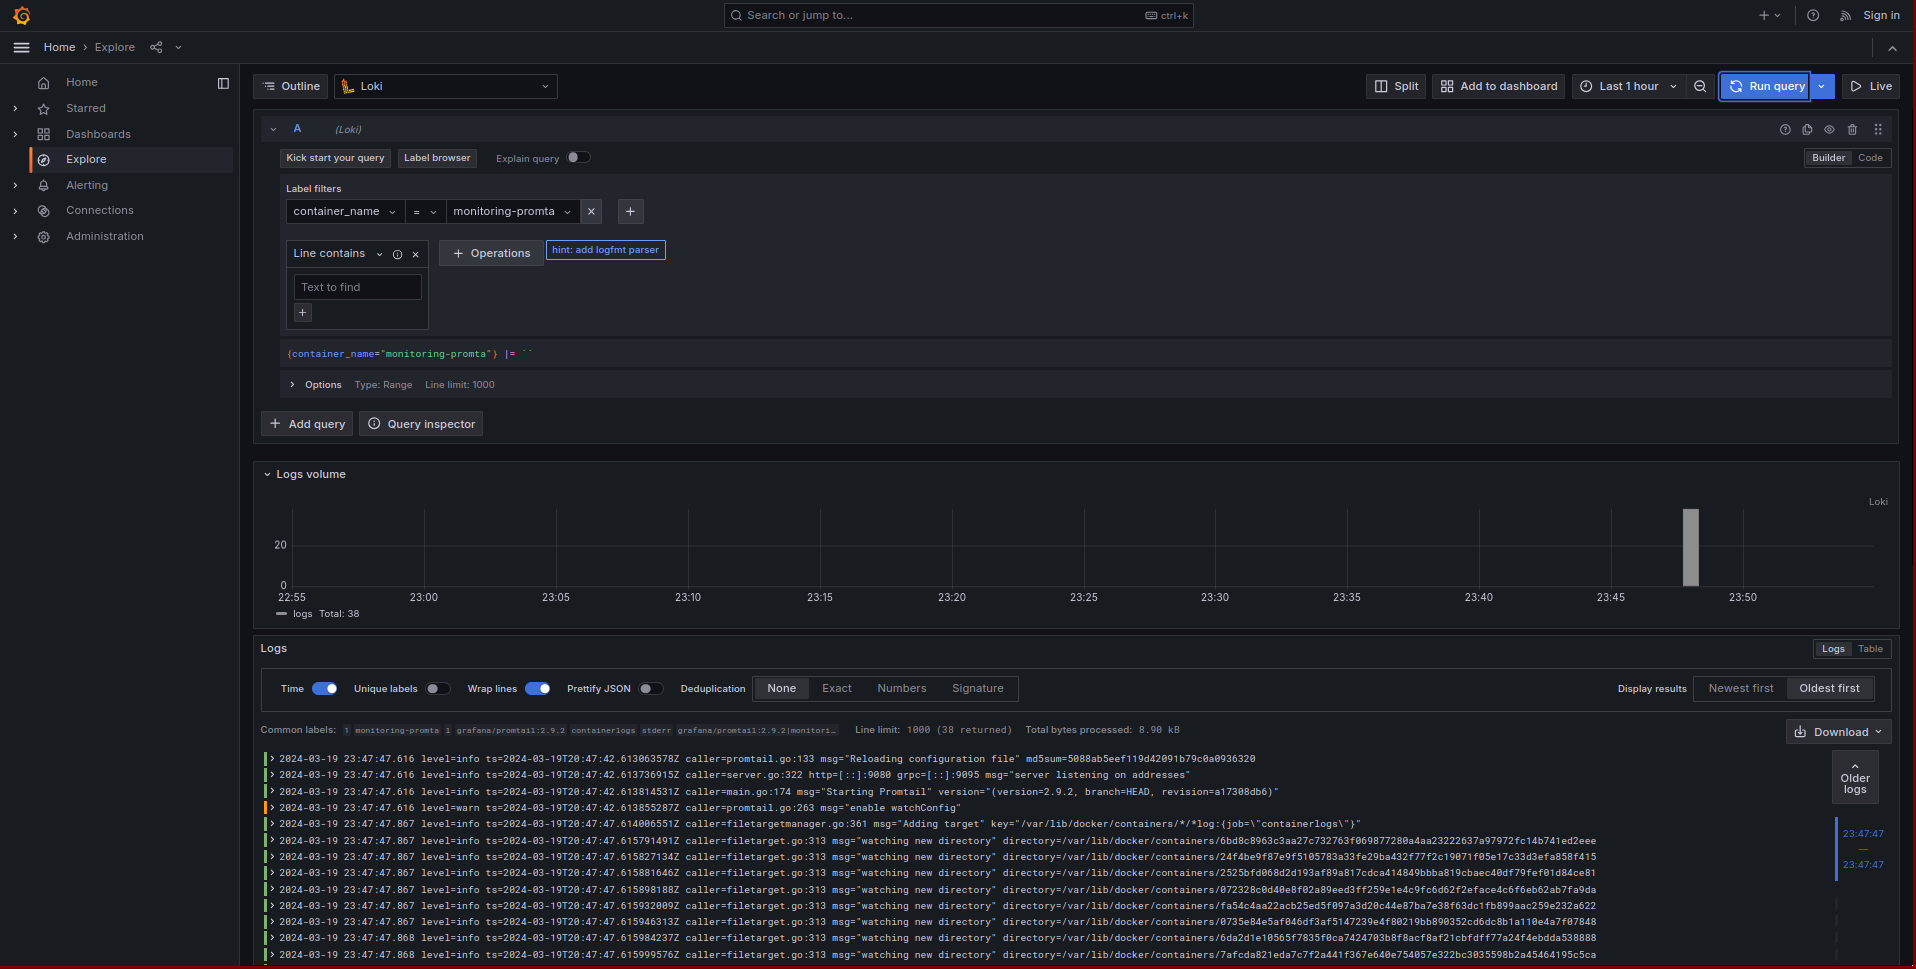 Search or jump to... ctrl+k Sign in
Home › Explore
Home
Starred
Dashboards
Explore
Alerting
Connections
Administration
Outline Loki Split Add to dashboard Last 1 hour Run query Live
A (Loki)
Kick start your query Label browser Explain query Builder Code
Label filters
container_name = monitoring-promta
Line contains + Operations hint: add logfmt parser
Text to find
+
{container_name="monitoring-promta"} |= ``
Options Type: Range Line limit: 1000
+ Add query Query inspector
Logs volume
Loki
20
0
22:55 23:00 23:05 23:10 23:15 23:20 23:25 23:30 23:35 23:40 23:45 23:50
logs Total: 38
Logs Logs Table
Time Unique labels Wrap lines Prettify JSON Deduplication None Exact Numbers Signature Display results Newest first Oldest first
Common labels: 1 monitoring-promta 1 grafana/promtail:2.9.2 containerlogs stderr grafana/promtail:2.9.2|monitori… Line limit: 1000 (38 returned) Total bytes processed: 8.90 kB Download
2024-03-19 23:47:47.616 level=info ts=2024-03-19T20:47:42.613063578Z caller=promtail.go:133 msg="Reloading configuration file" md5sum=5088ab5eef119d42091b79c0a0936320
2024-03-19 23:47:47.616 level=info ts=2024-03-19T20:47:42.613736915Z caller=server.go:322 http=[::]:9080 grpc=[::]:9095 msg="server listening on addresses"
2024-03-19 23:47:47.616 level=info ts=2024-03-19T20:47:42.613814531Z caller=main.go:174 msg="Starting Promtail" version="(version=2.9.2, branch=HEAD, revision=a17308db6)"
2024-03-19 23:47:47.616 level=warn ts=2024-03-19T20:47:42.613855287Z caller=promtail.go:263 msg="enable watchConfig"
2024-03-19 23:47:47.867 level=info ts=2024-03-19T20:47:47.614006551Z caller=filetargetmanager.go:361 msg="Adding target" key="/var/lib/docker/containers/*/*log:{job=\"containerlogs\"}"
2024-03-19 23:47:47.867 level=info ts=2024-03-19T20:47:47.615791491Z caller=filetarget.go:313 msg="watching new directory" directory=/var/lib/docker/containers/6bd8c8963c3aa27c732763f069877280a4aa23222637a97972fc14b741ed2eee
2024-03-19 23:47:47.867 level=info ts=2024-03-19T20:47:47.615827134Z caller=filetarget.go:313 msg="watching new directory" directory=/var/lib/docker/containers/24f4be9f87e9f5105783a33fe29ba432f77f2c19071f05e17c33d3efa858f415
2024-03-19 23:47:47.867 level=info ts=2024-03-19T20:47:47.615881646Z caller=filetarget.go:313 msg="watching new directory" directory=/var/lib/docker/containers/2525bfd068d2d193af89a817cdca414849bbba819cbaec40df79fef01d84ce81
2024-03-19 23:47:47.867 level=info ts=2024-03-19T20:47:47.615898188Z caller=filetarget.go:313 msg="watching new directory" directory=/var/lib/docker/containers/072328c0d40e8f02a89eed3ff259e1e4c9fc6d62f2eface4c6f6eb62ab7fa9da
2024-03-19 23:47:47.867 level=info ts=2024-03-19T20:47:47.615932009Z caller=filetarget.go:313 msg="watching new directory" directory=/var/lib/docker/containers/fa54c4aa22acb25ed5f097a3d20c44e87ba7e38f63dc1fb899aac259e232a622
2024-03-19 23:47:47.867 level=info ts=2024-03-19T20:47:47.615946313Z caller=filetarget.go:313 msg="watching new directory" directory=/var/lib/docker/containers/0735e84e5af046df3af5147239e4f80219bb890352cd6dc8b1a110e4a7f07848
2024-03-19 23:47:47.868 level=info ts=2024-03-19T20:47:47.615984237Z caller=filetarget.go:313 msg="watching new directory" directory=/var/lib/docker/containers/6da2d1e10565f7835f0ca7424703b8f8acf8af21cbfdff77a24f4ebdda538888
2024-03-19 23:47:47.868 level=info ts=2024-03-19T20:47:47.615999576Z caller=filetarget.go:313 msg="watching new directory" directory=/var/lib/docker/containers/7afcda821eda7c7f2a441f367e640e754057e322bc3035598b2a45464195c5ca
Older
logs
23:47:47
—
23:47:47